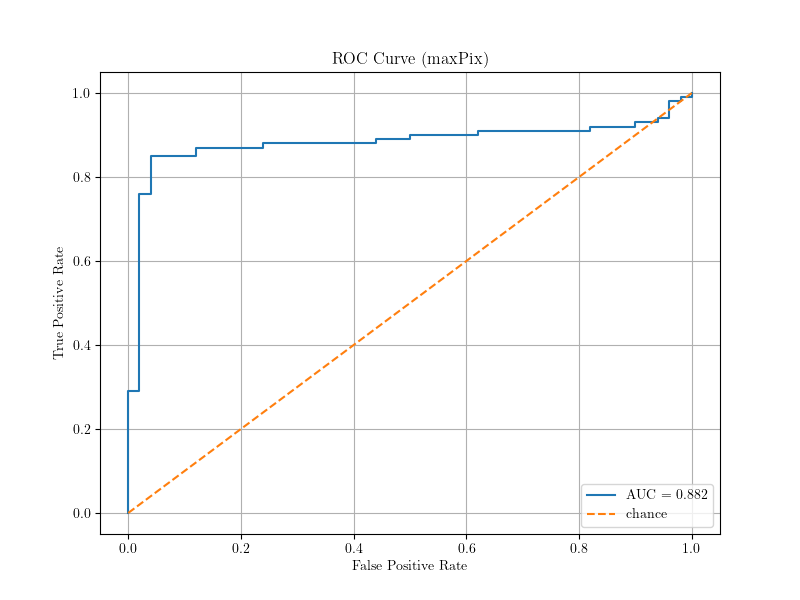 ROC Curve (maxPix)
True Positive Rate
1.0
0.8
0.6
0.4
0.2
0.0
0.0 0.2 0.4 0.6 0.8 1.0
False Positive Rate
AUC = 0.882
chance